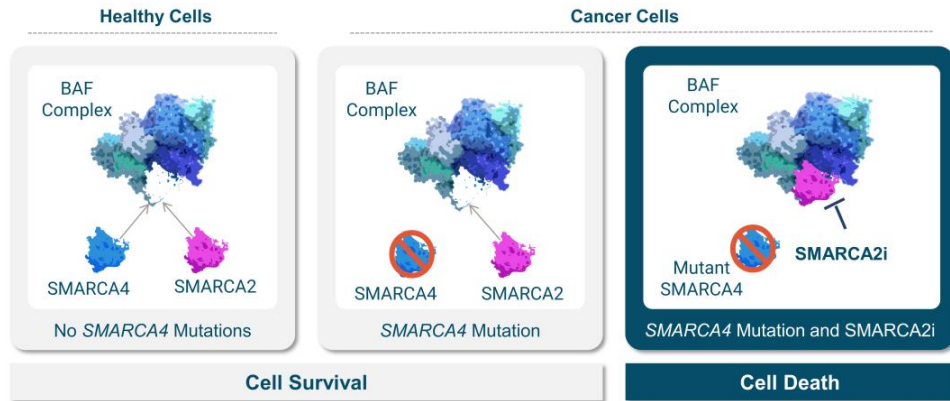 Healthy Cells
Cancer Cells
BAF
Complex
SMARCA4
SMARCA2
No SMARCA4 Mutations
BAF
Complex
SMARCA4
SMARCA2
SMARCA4 Mutation
BAF
Complex
SMARCA2i
Mutant
SMARCA4
SMARCA4 Mutation and SMARCA2i
Cell Survival
Cell Death